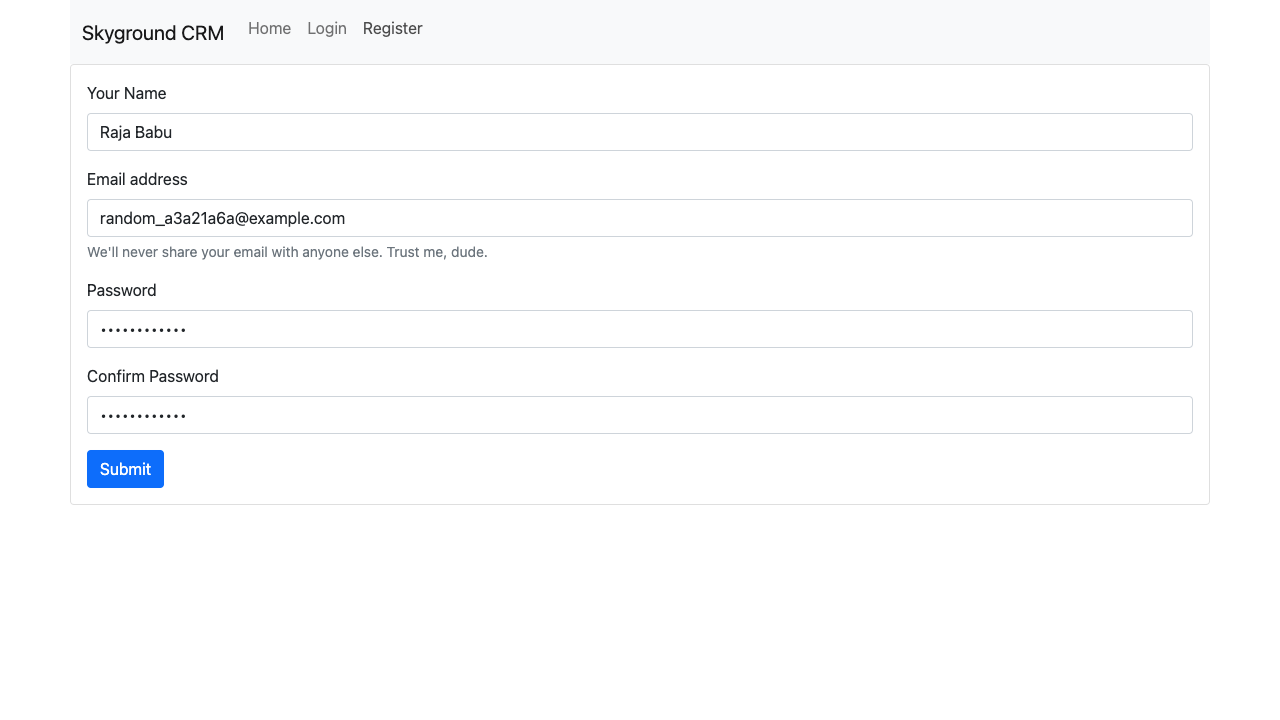 Skyground CRM Home Login Register
Your Name
Raja Babu
Email address
random_a3a21a6a@example.com
We'll never share your email with anyone else. Trust me, dude.
Password
••••••••••••
Confirm Password
••••••••••••
Submit